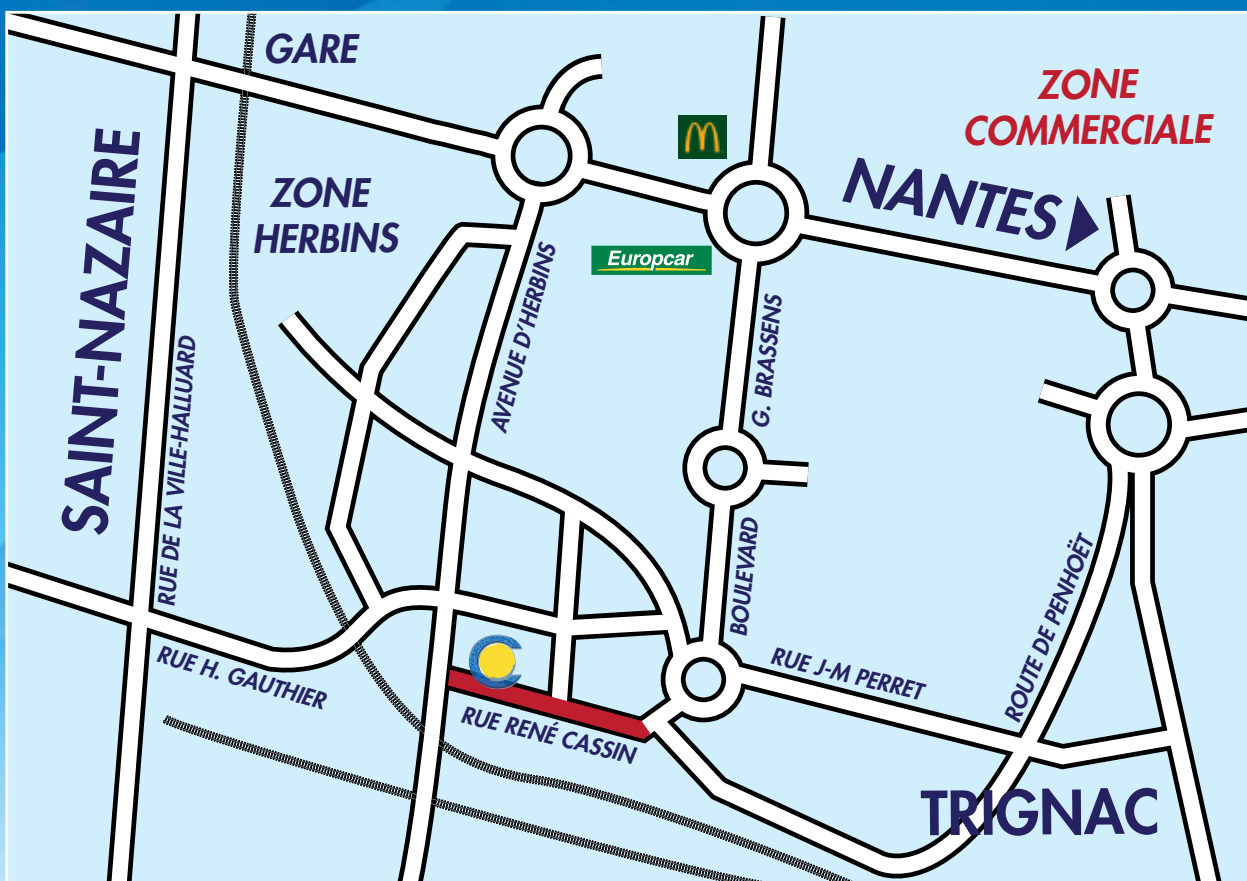 GARE
ZONE
COMMERCIALE
SAINT-NAZAIRE
ZONE
HERBINS
NANTES
Europcar
AVENUE D'HERBINS
G. BRASSENS
RUE DE LA VILLE-HALLUARD
BOULEVARD
ROUTE DE PENHOËT
RUE H. GAUTHIER
RUE J-M PERRET
RUE RENÉ CASSIN
TRIGNAC